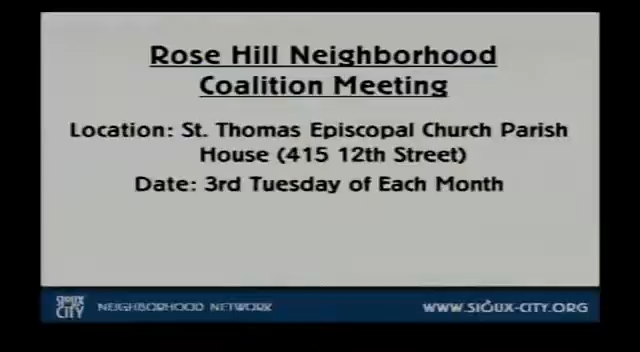 Rose Hill Neighborhood
Coalition Meeting
Location: St. Thomas Episcopal Church Parish
House (415 12th Street)
Date: 3rd Tuesday of Each Month
SIOUX
CITY
NEIGHBORHOOD NETWORK
WWW.SIOUX-CITY.ORG